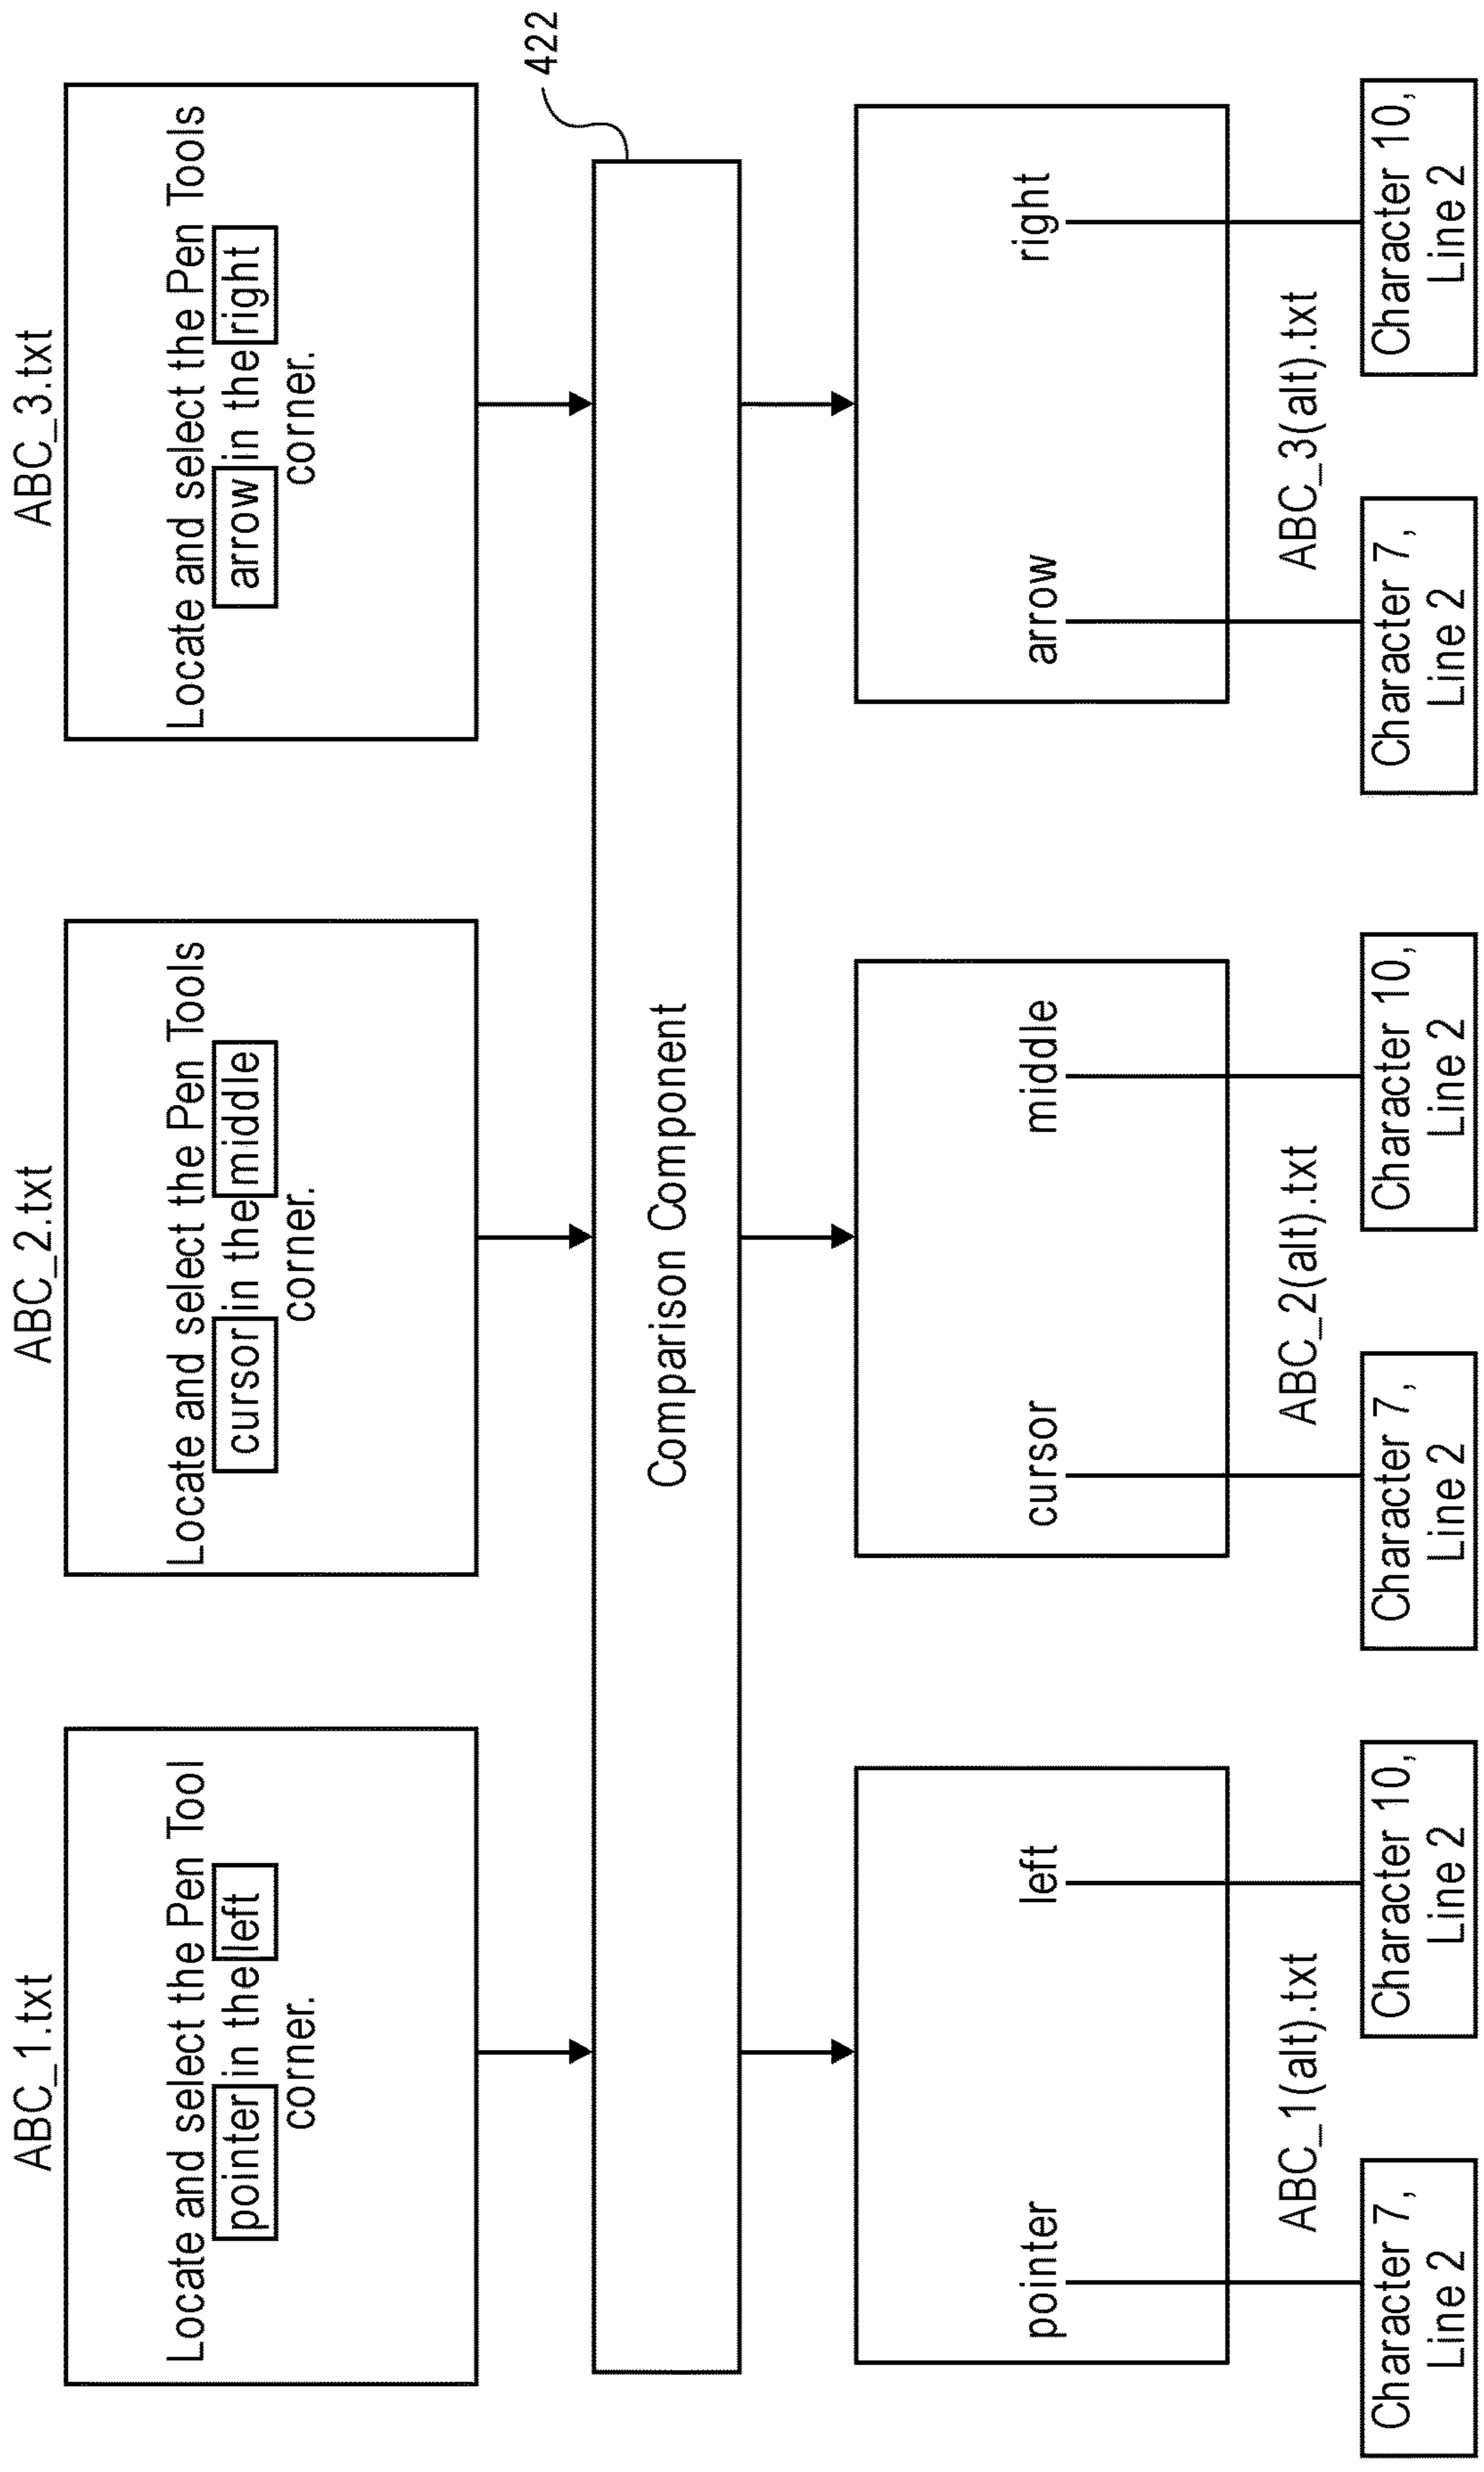 ABC_1.txt
Locate and select the Pen Tool
pointer in the left
corner.
ABC_2.txt
Locate and select the Pen Tools
cursor in the middle
corner.
ABC_3.txt
Locate and select the Pen Tools
arrow in the right
corner.
422
Comparison Component
pointer
left
cursor
middle
arrow
right
ABC_1(alt).txt
ABC_2(alt).txt
ABC_3(alt).txt
Character 7,
Line 2
Character 10,
Line 2
Character 7,
Line 2
Character 10,
Line 2
Character 7,
Line 2
Character 10,
Line 2